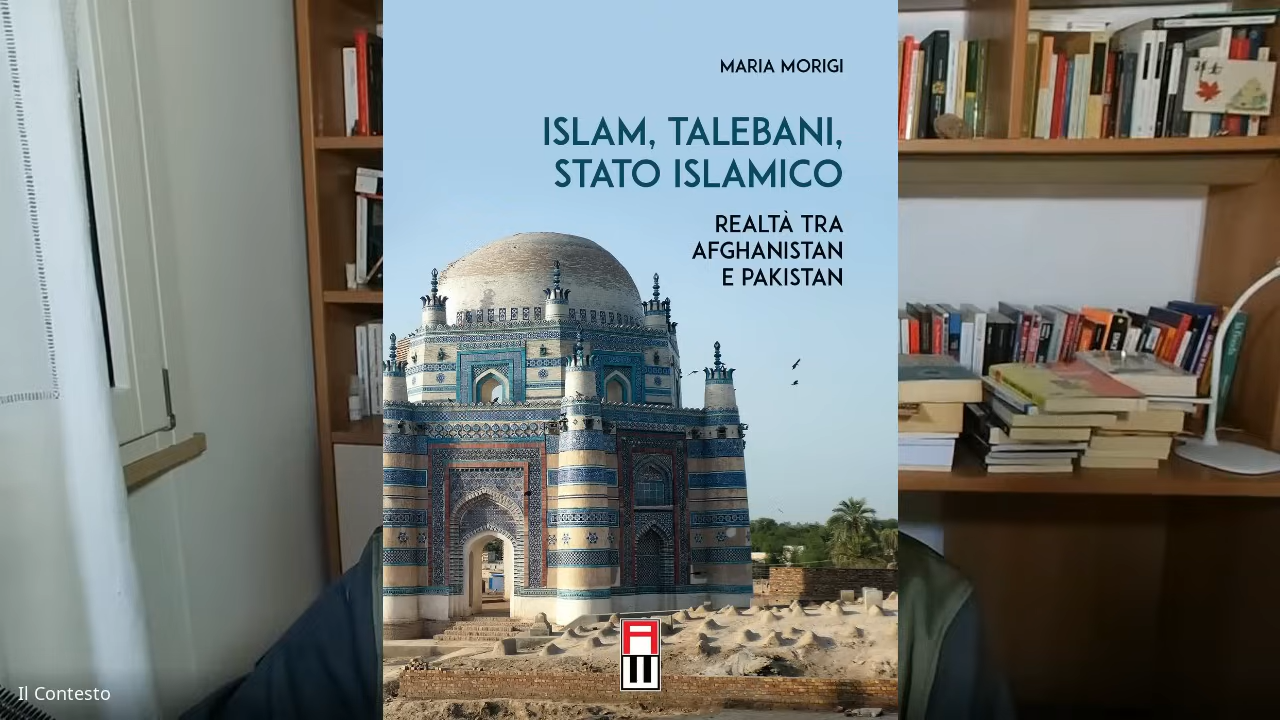 MARIA MORIGI
ISLAM, TALEBANI,
STATO ISLAMICO
REALTÀ TRA
AFGHANISTAN
E PAKISTAN
Il Contesto